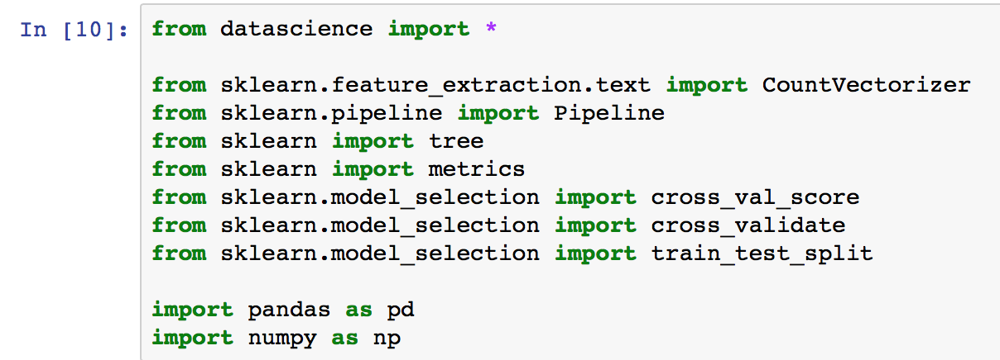 In [10]: from datascience import *
from sklearn.feature_extraction.text import CountVectorizer
from sklearn.pipeline import Pipeline
from sklearn import tree
from sklearn import metrics
from sklearn.model_selection import cross_val_score
from sklearn.model_selection import cross_validate
from sklearn.model_selection import train_test_split
import pandas as pd
import numpy as np